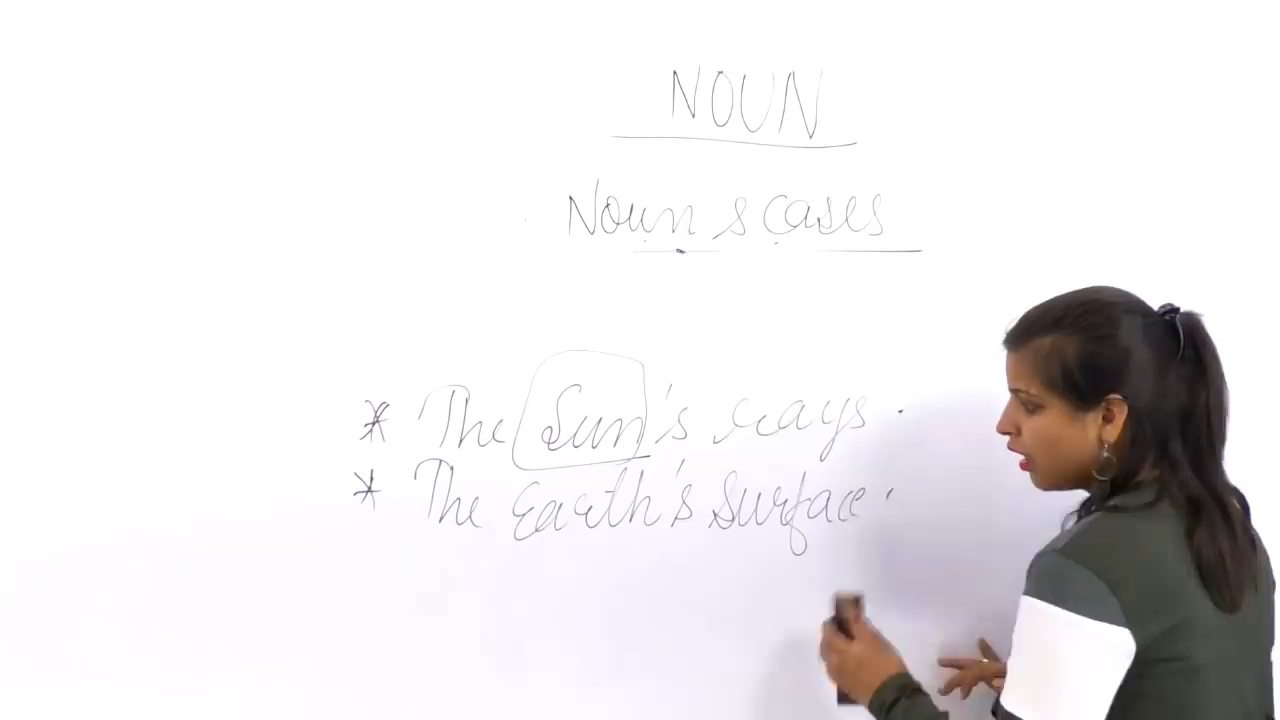 NOUN
Noun s cases
* The Sun's rays.
* The Earth's surface.